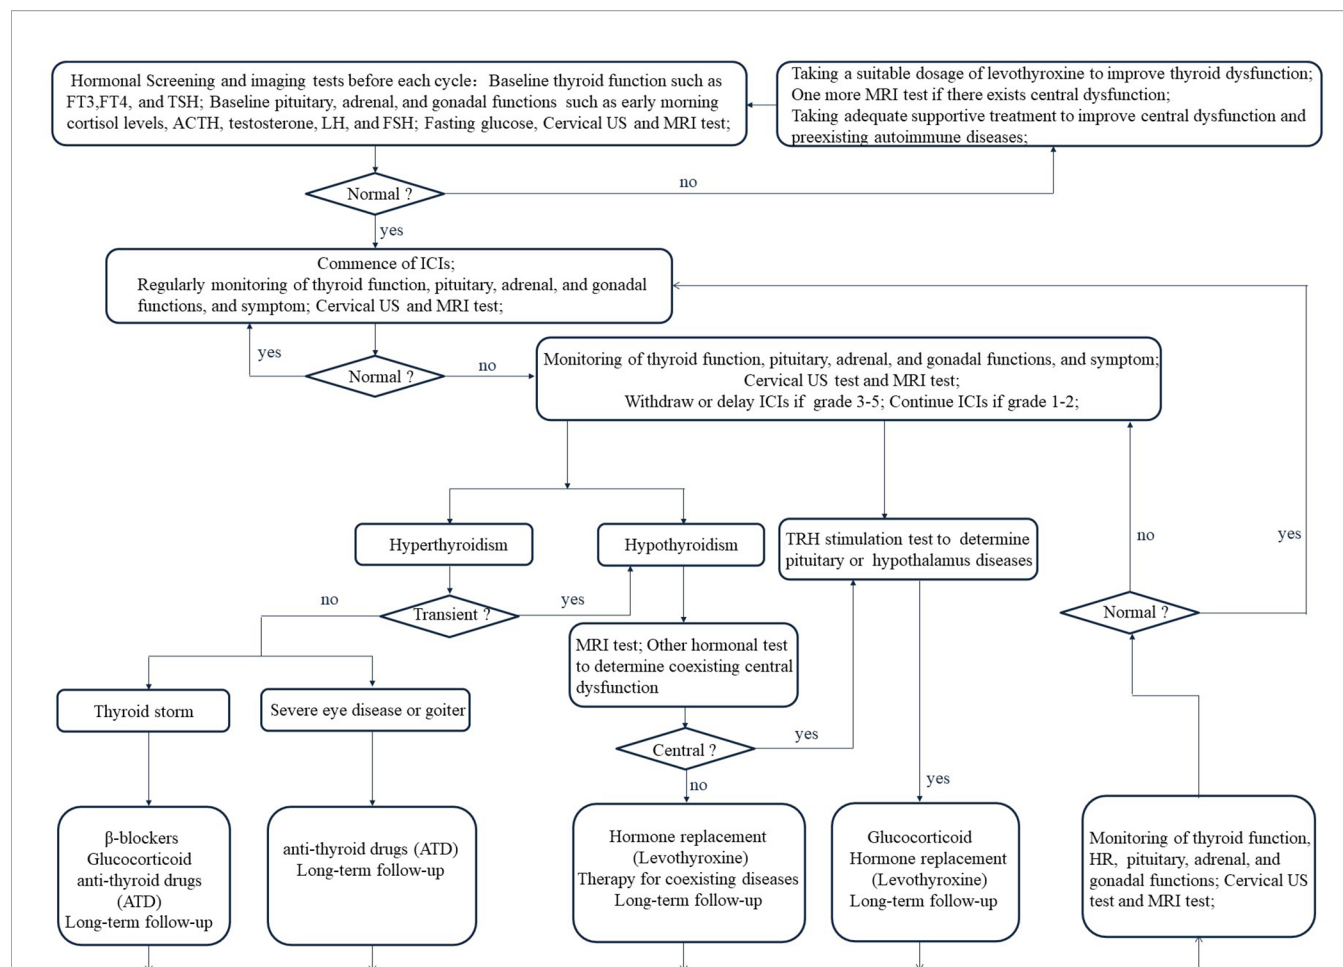 Hormonal Screening and imaging tests before each cycle: Baseline thyroid function such as
FT3,FT4, and TSH; Baseline pituitary, adrenal, and gonadal functions such as early morning
cortisol levels, ACTH, testosterone, LH, and FSH; Fasting glucose, Cervical US and MRI test;
Taking a suitable dosage of levothyroxine to improve thyroid dysfunction;
One more MRI test if there exists central dysfunction;
Taking adequate supportive treatment to improve central dysfunction and
preexisting autoimmune diseases;
Normal ?
no
yes
Commence of ICIs;
Regularly monitoring of thyroid function, pituitary, adrenal, and gonadal
functions, and symptom; Cervical US and MRI test;
yes
Normal ?
no
Monitoring of thyroid function, pituitary, adrenal, and gonadal functions, and symptom;
Cervical US test and MRI test;
Withdraw or delay ICIs if grade 3-5; Continue ICIs if grade 1-2;
Hyperthyroidism
Hypothyroidism
TRH stimulation test to determine
pituitary or hypothalamus diseases
no
yes
no
Transient ?
yes
Normal ?
MRI test; Other hormonal test
to determine coexisting central
dysfunction
Thyroid storm
Severe eye disease or goiter
Central ?
yes
no
yes
β-blockers
Glucocorticoid
anti-thyroid drugs
(ATD)
Long-term follow-up
anti-thyroid drugs (ATD)
Long-term follow-up
Hormone replacement
(Levothyroxine)
Therapy for coexisting diseases
Long-term follow-up
Glucocorticoid
Hormone replacement
(Levothyroxine)
Long-term follow-up
Monitoring of thyroid function,
HR, pituitary, adrenal, and
gonadal functions; Cervical US
test and MRI test;